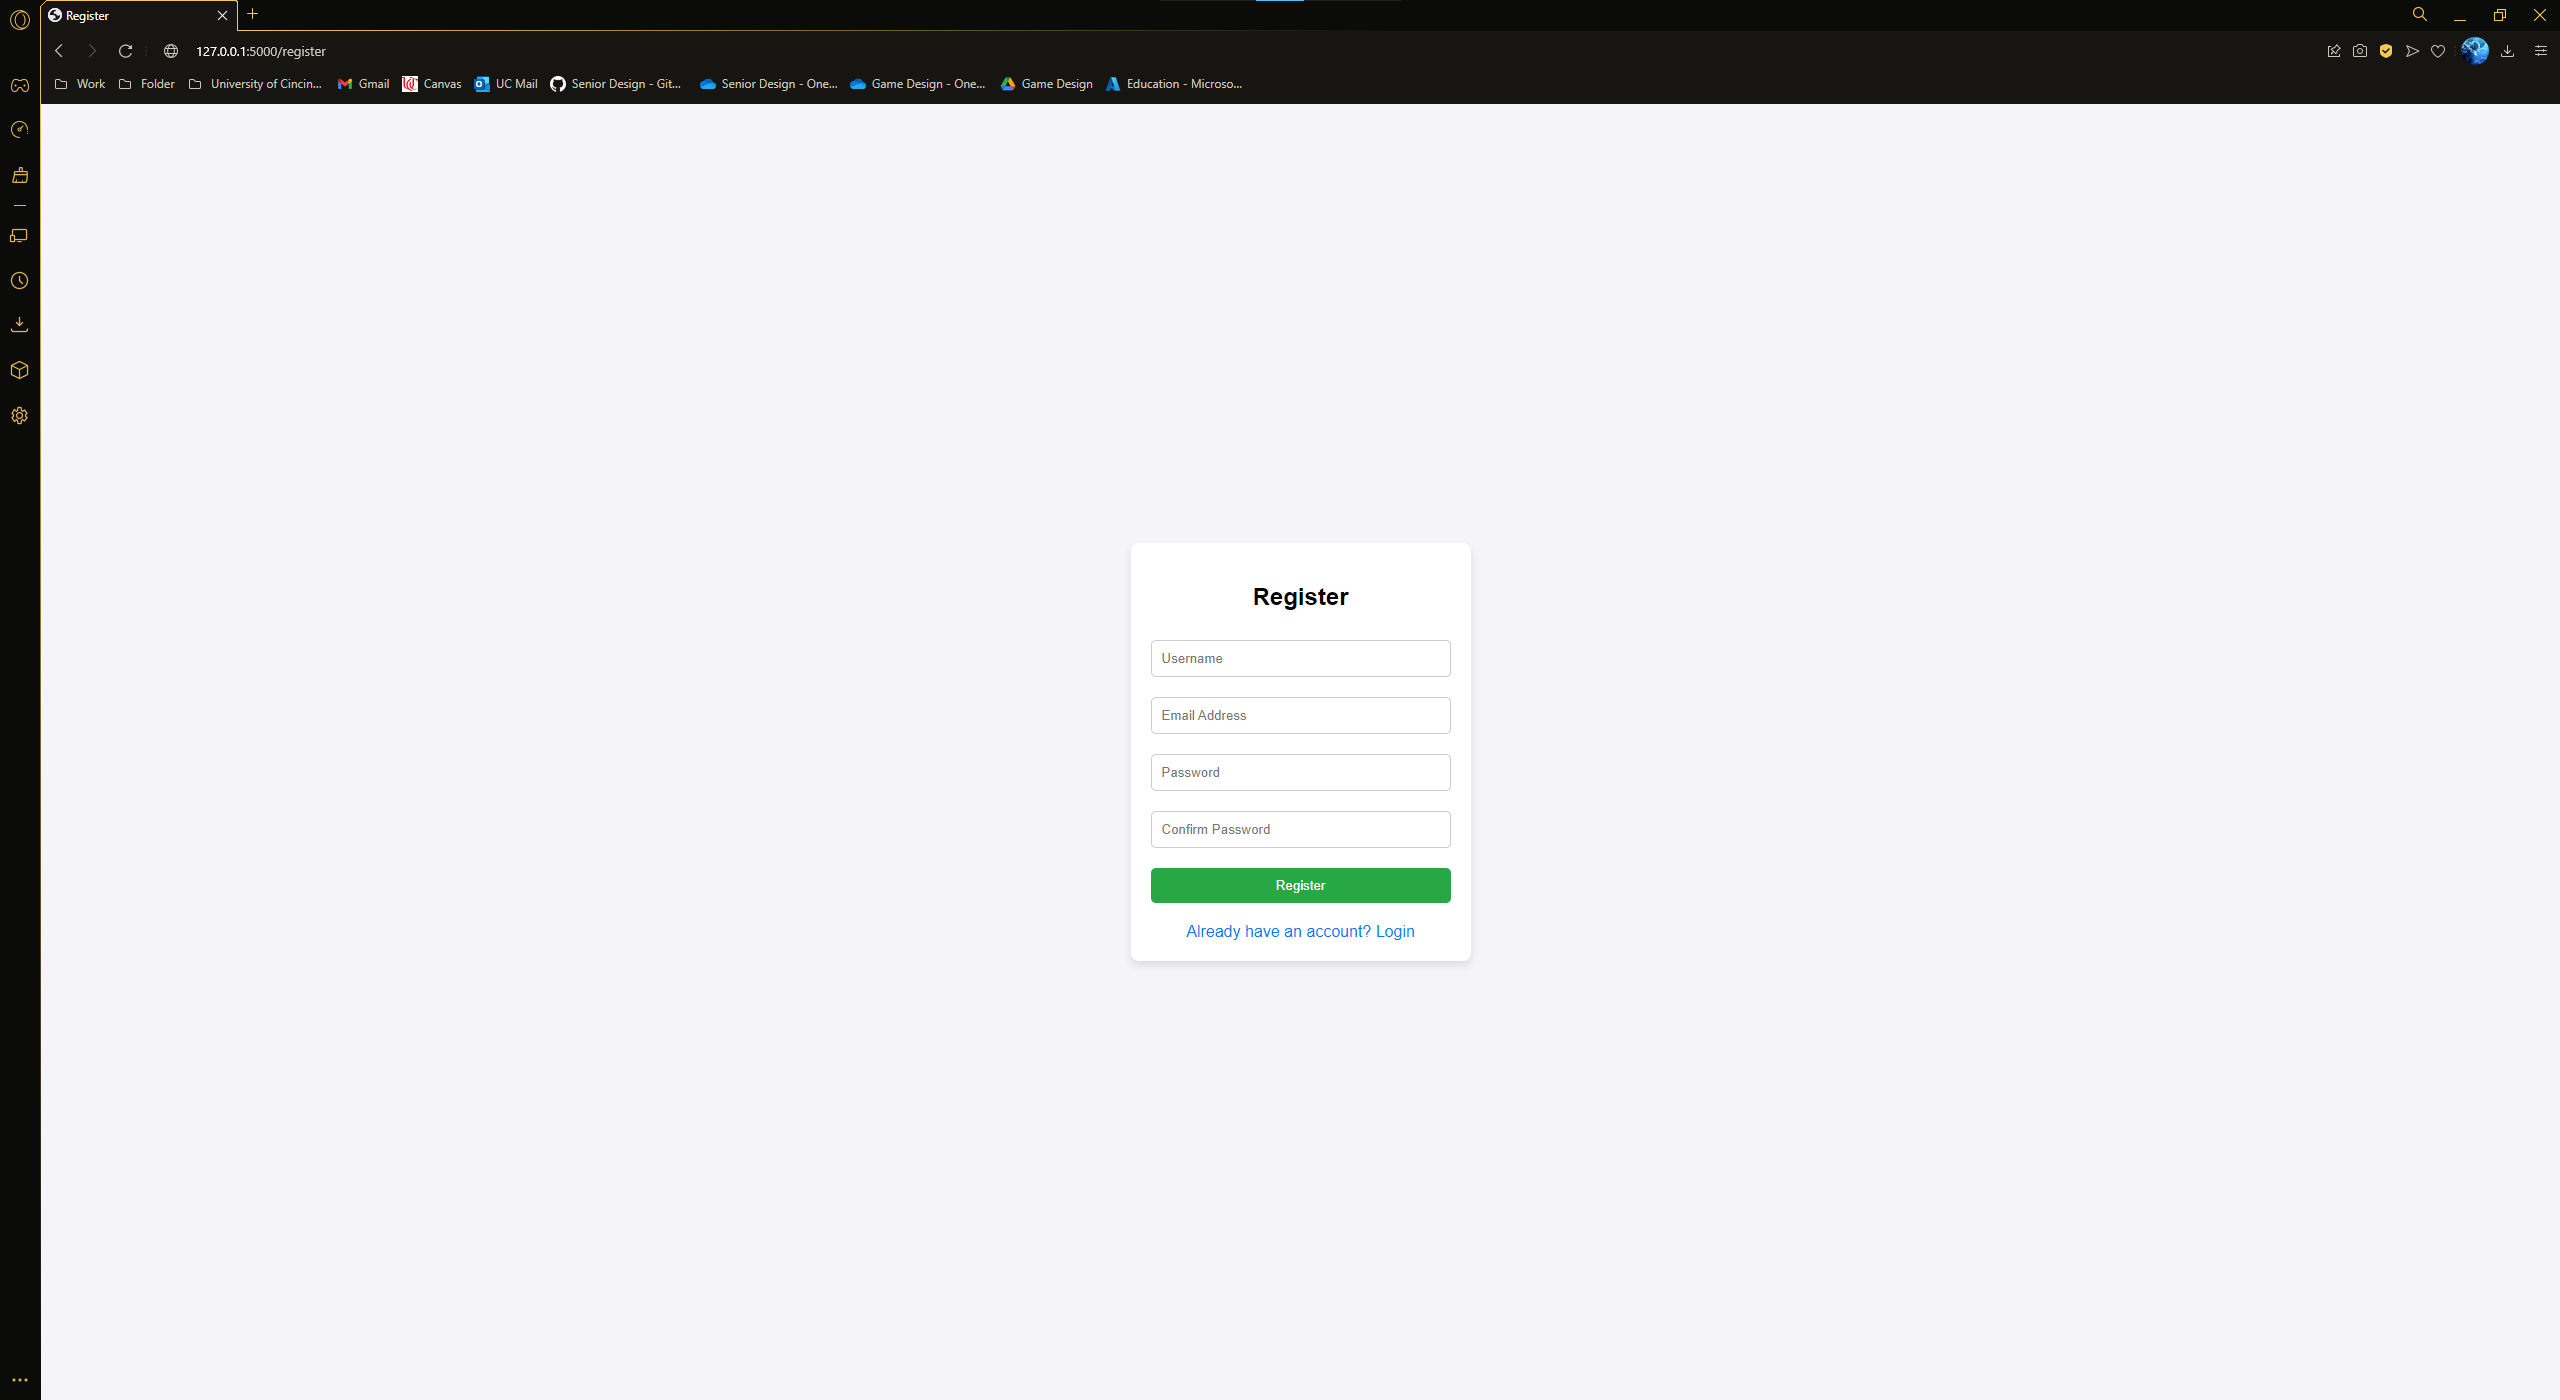 Register
127.0.0.1:5000/register
Work Folder University of Cincin... Gmail Canvas UC Mail Senior Design - Git... Senior Design - One... Game Design - One... Game Design Education - Microso...
Register
Username
Email Address
Password
Confirm Password
Register
Already have an account? Login